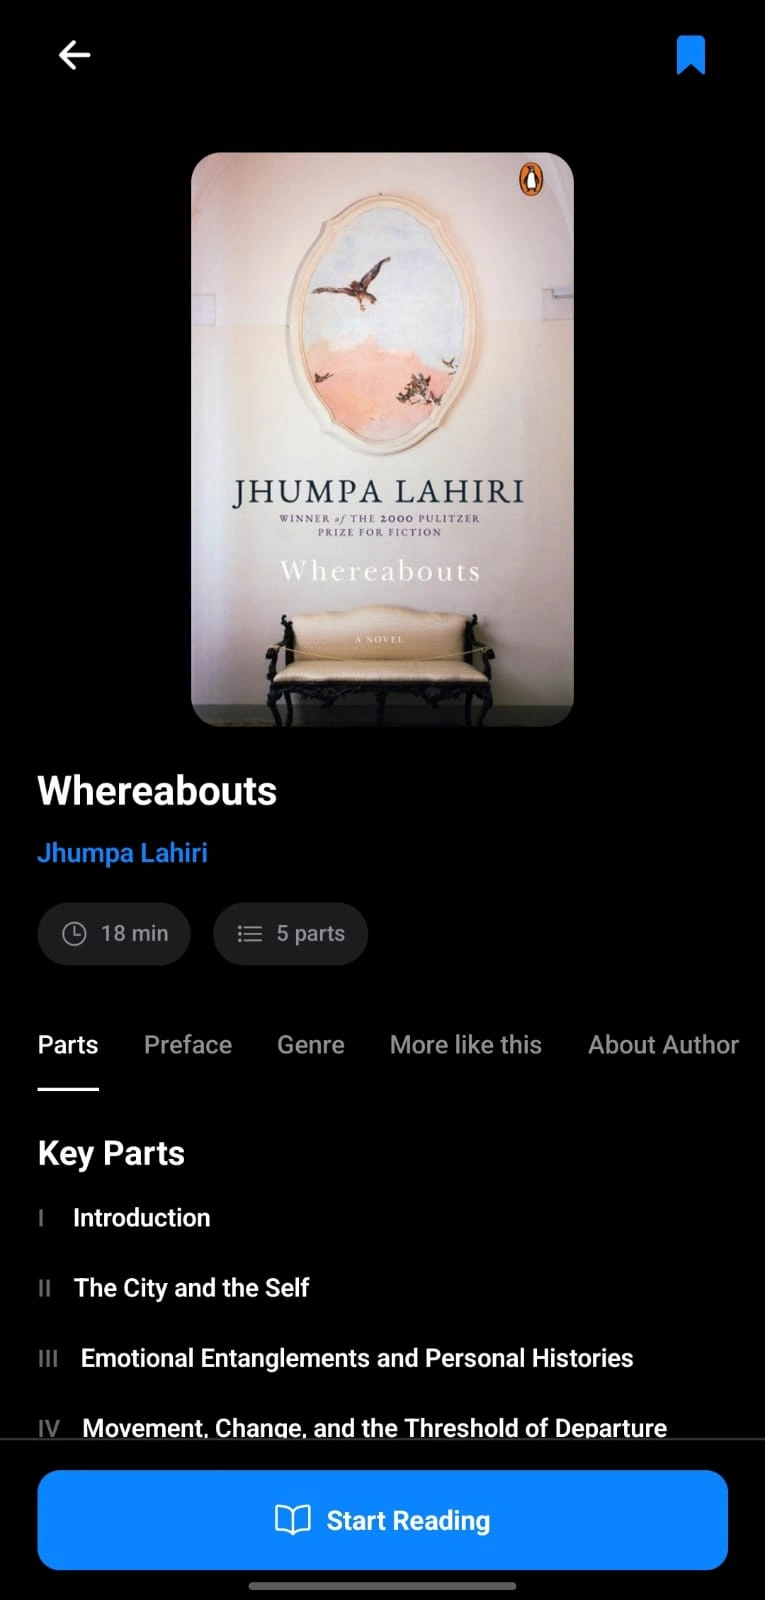 JHUMPA LAHIRI
WINNER of THE 2000 PULITZER
PRIZE FOR FICTION
Whereabouts
A NOVEL
Whereabouts
Jhumpa Lahiri
18 min
5 parts
Parts Preface Genre More like this About Author
Key Parts
I Introduction
II The City and the Self
III Emotional Entanglements and Personal Histories
IV Movement, Change, and the Threshold of Departure
Start Reading